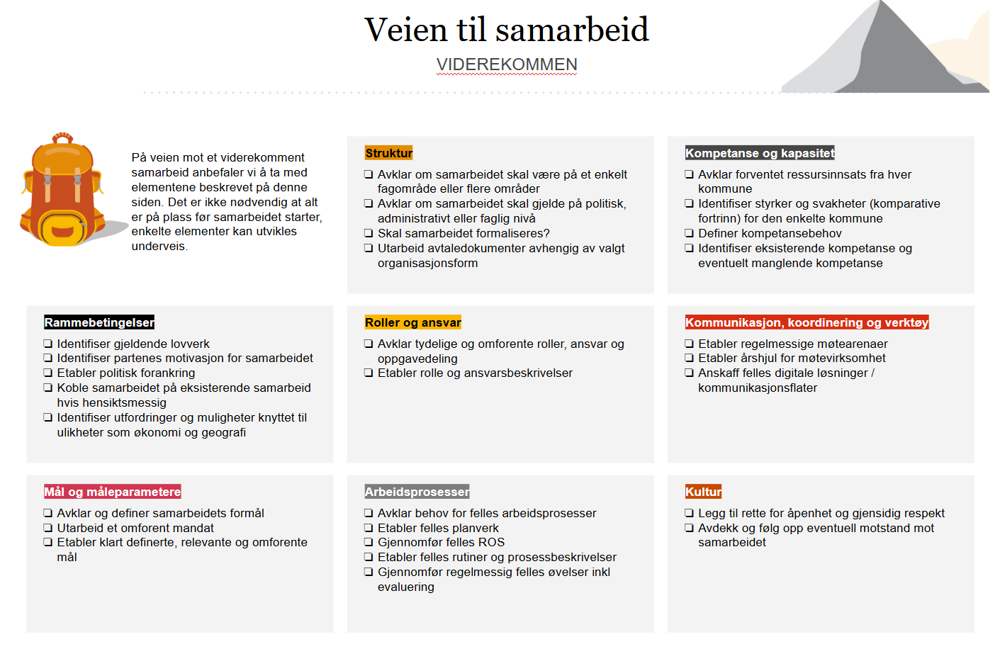 Veien til samarbeid
VIDEREKOMMEN
På veien mot et viderekomment
samarbeid anbefaler vi å ta med
elementene beskrevet på denne
siden. Det er ikke nødvendig at alt
er på plass før samarbeidet starter,
enkelte elementer kan utvikles
underveis.
Struktur
❏ Avklar om samarbeidet skal være på et enkelt
fagområde eller flere områder
❏ Avklar om samarbeidet skal gjelde på politisk,
administrativt eller faglig nivå
❏ Skal samarbeidet formaliseres?
❏ Utarbeid avtaledokumenter avhengig av valgt
organisasjonsform
Kompetanse og kapasitet
❏ Avklar forventet ressursinnsats fra hver
kommune
❏ Identifiser styrker og svakheter (komparative
fortrinn) for den enkelte kommune
❏ Definer kompetansebehov
❏ Identifiser eksisterende kompetanse og
eventuelt manglende kompetanse
Rammebetingelser
❏ Identifiser gjeldende lovverk
❏ Identifiser partenes motivasjon for samarbeidet
❏ Etabler politisk forankring
❏ Koble samarbeidet på eksisterende samarbeid
hvis hensiktsmessig
❏ Identifiser utfordringer og muligheter knyttet til
ulikheter som økonomi og geografi
Roller og ansvar
❏ Avklar tydelige og omforente roller, ansvar og
oppgavedeling
❏ Etabler rolle og ansvarsbeskrivelser
Kommunikasjon, koordinering og verktøy
❏ Etabler regelmessige møtearenaer
❏ Etabler årshjul for møtevirksomhet
❏ Anskaff felles digitale løsninger /
kommunikasjonsflater
Mål og måleparametere
❏ Avklar og definer samarbeidets formål
❏ Utarbeid et omforent mandat
❏ Etabler klart definerte, relevante og omforente
mål
Arbeidsprosesser
❏ Avklar behov for felles arbeidsprosesser
❏ Etabler felles planverk
❏ Gjennomfør felles ROS
❏ Etabler felles rutiner og prosessbeskrivelser
❏ Gjennomfør regelmessig felles øvelser inkl
evaluering
Kultur
❏ Legg til rette for åpenhet og gjensidig respekt
❏ Avdekk og følg opp eventuell motstand mot
samarbeidet